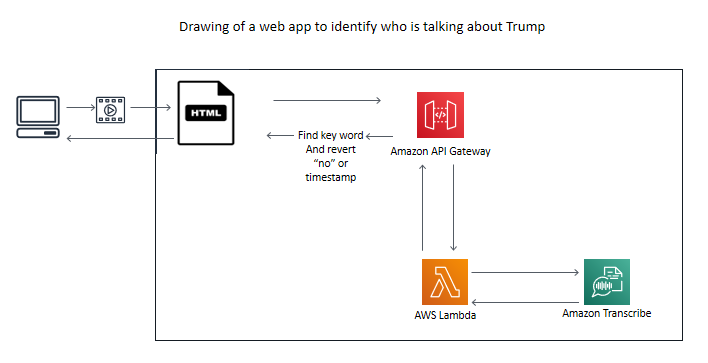 Drawing of a web app to identify who is talking about Trump
HTML
Find key word
And revert
“no” or
timestamp
Amazon API Gateway
</>
AWS Lambda
Amazon Transcribe